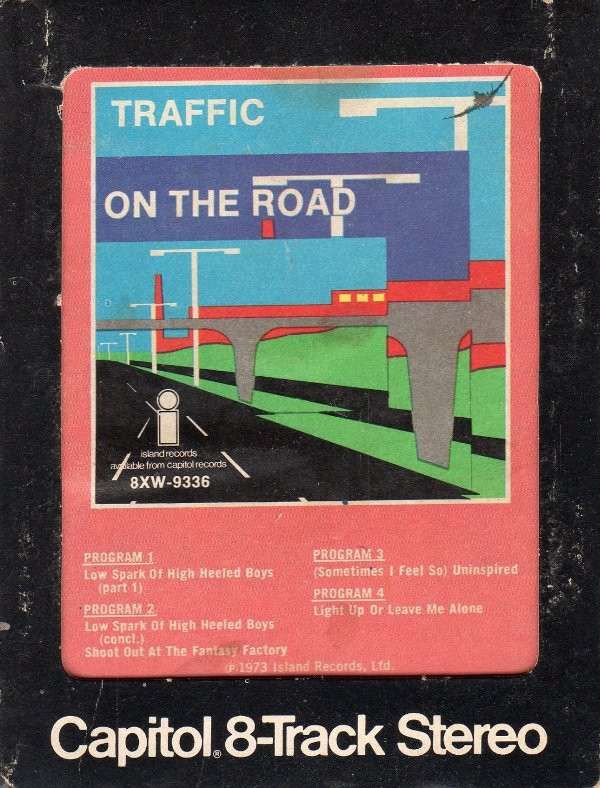 TRAFFIC
ON THE ROAD
island records
available from capitol records
8XW-9336
PROGRAM 1
Low Spark Of High Heeled Boys
(part 1)
PROGRAM 2
Low Spark Of High Heeled Boys
(concl.)
Shoot Out At The Fantasy Factory
PROGRAM 3
(Sometimes I Feel So) Uninspired
PROGRAM 4
Light Up Or Leave Me Alone
℗1973 Island Records, Ltd.
Capitol® 8-Track Stereo